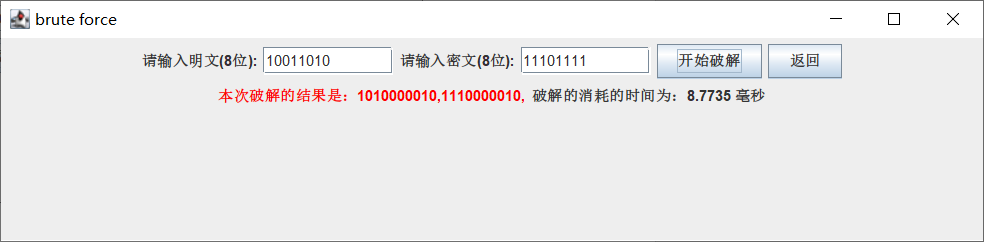 brute force
请输入明文(8位): 10011010 请输入密文(8位): 11101111 开始破解 返回
本次破解的结果是：1010000010,1110000010, 破解的消耗的时间为：8.7735 毫秒